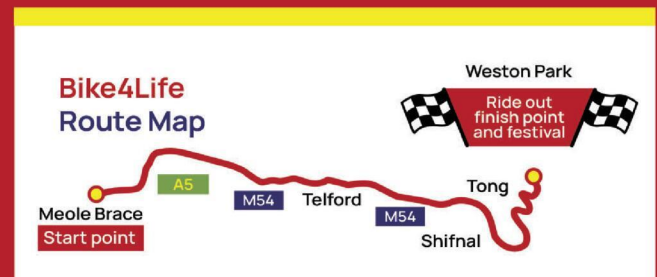 Bike4Life
Route Map
Weston Park
Ride out
finish point
and festival
A5
M54
Telford
M54
Tong
Meole Brace
Start point
Shifnal